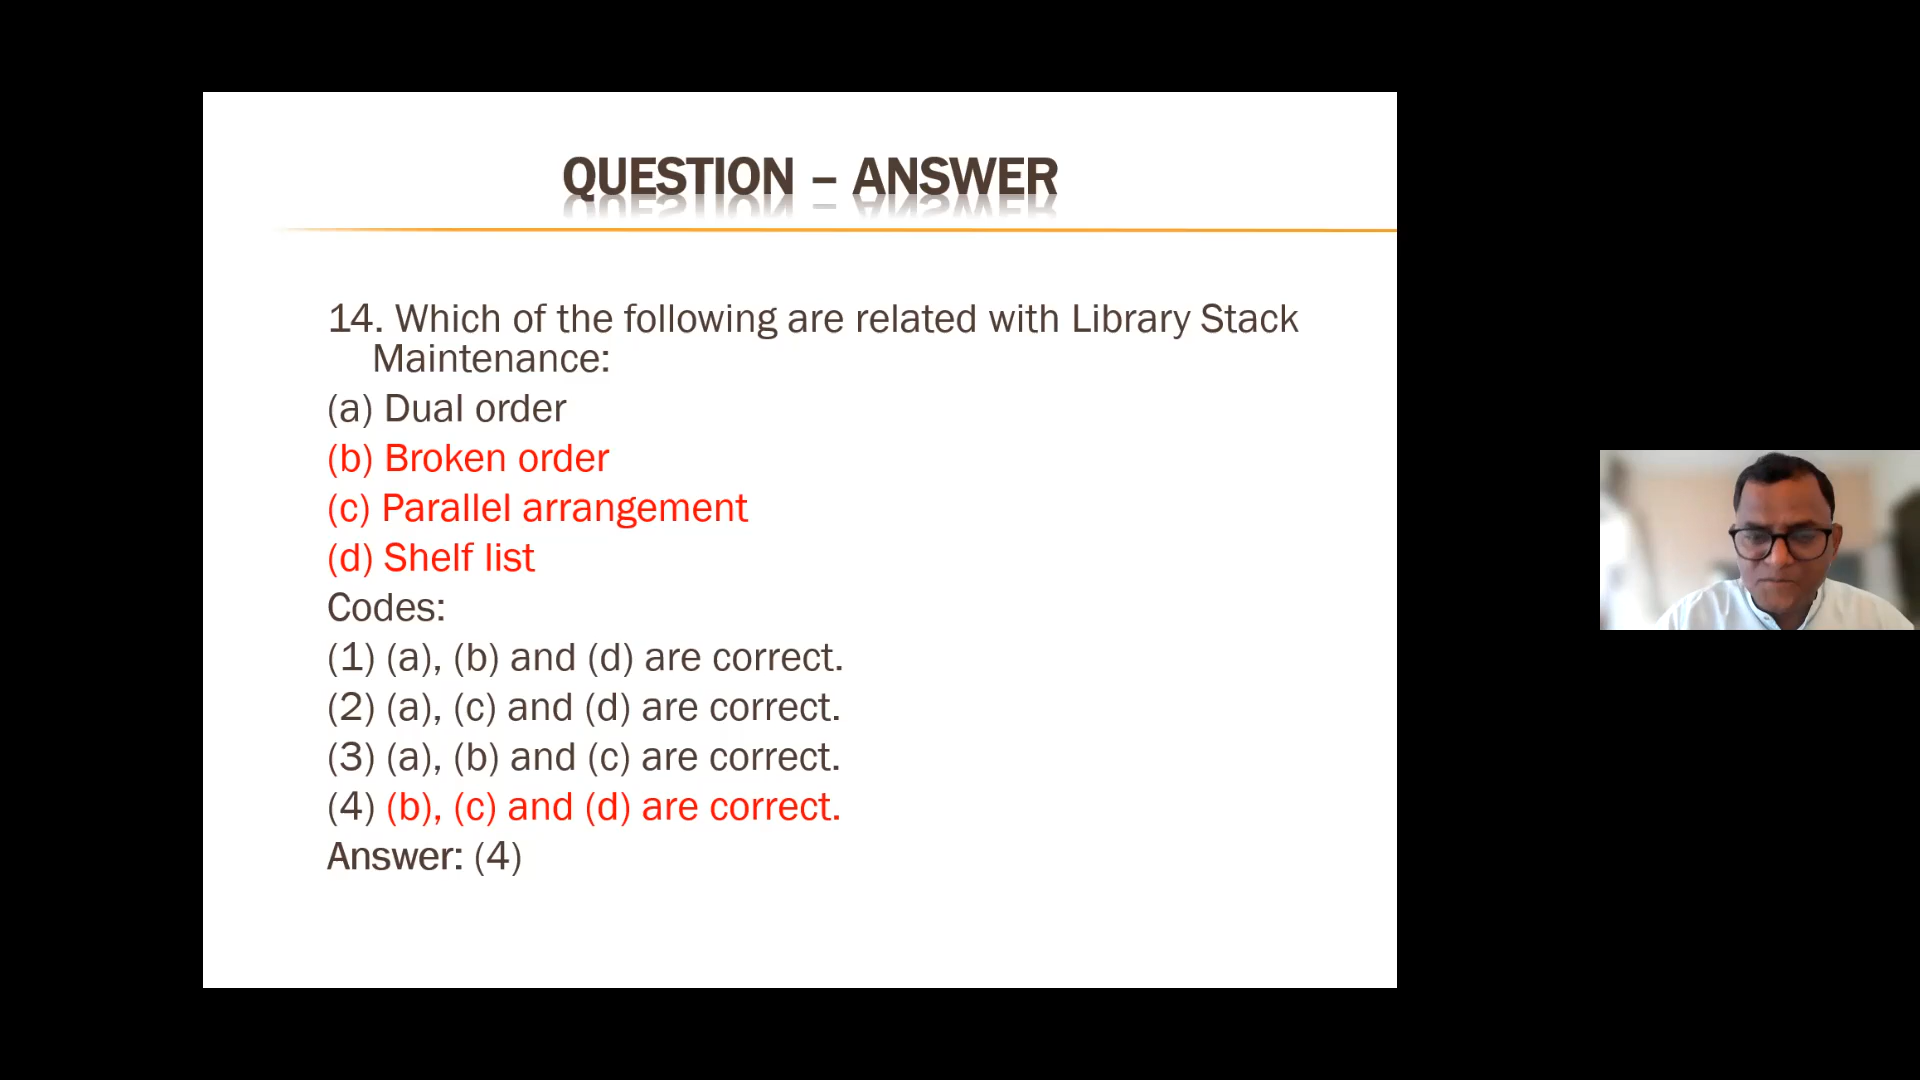 QUESTION – ANSWER
14. Which of the following are related with Library Stack
Maintenance:
(a) Dual order
(b) Broken order
(c) Parallel arrangement
(d) Shelf list
Codes:
(1) (a), (b) and (d) are correct.
(2) (a), (c) and (d) are correct.
(3) (a), (b) and (c) are correct.
(4) (b), (c) and (d) are correct.
Answer: (4)